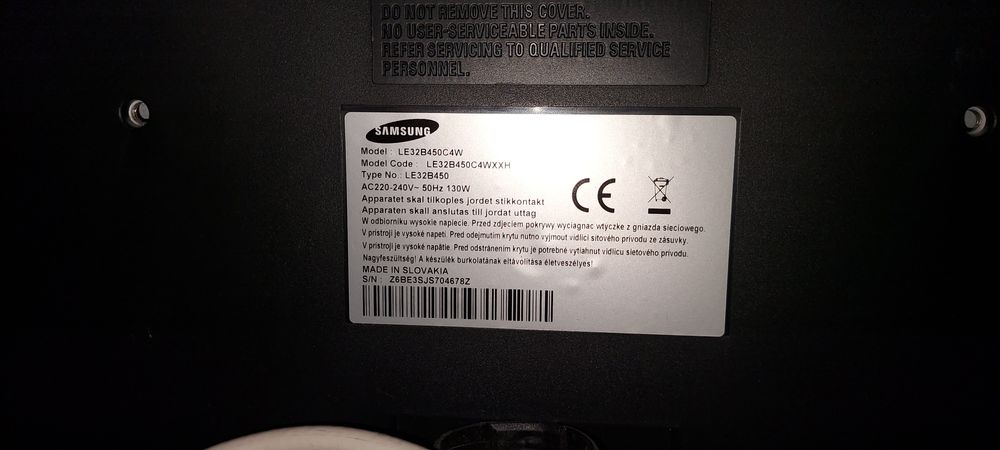 DO NOT REMOVE THIS COVER.
NO USER-SERVICEABLE PARTS INSIDE.
REFER SERVICING TO QUALIFIED SERVICE
PERSONNEL.
SAMSUNG
Model : LE32B450C4W
Model Code : LE32B450C4WXXH
Type No : LE32B450
AC220-240V~ 50Hz 130W
Apparatet skal tilkoples jordet stikkontakt
Apparaten skall anslutas till jordat uttag
W odborniku wysokie napiecie. Przed zdjeciem pokrywy wyciagnac wtyczke z gniazda sieciowego.
V pristroji je vysoké napeti. Pred odejmutim krytu nutno vyjmout vidlici sitového privodu ze zásuvky.
V pristroji je vysoké napätie. Pred odstránením krytu je potrebné vytiahnut vidlicu sietového privodu.
Nagyfeszültség! A készülék burkolatának eltávolitása életveszélyes!
MADE IN SLOVAKIA
S/N : Z6BE3SJS704678Z
CE